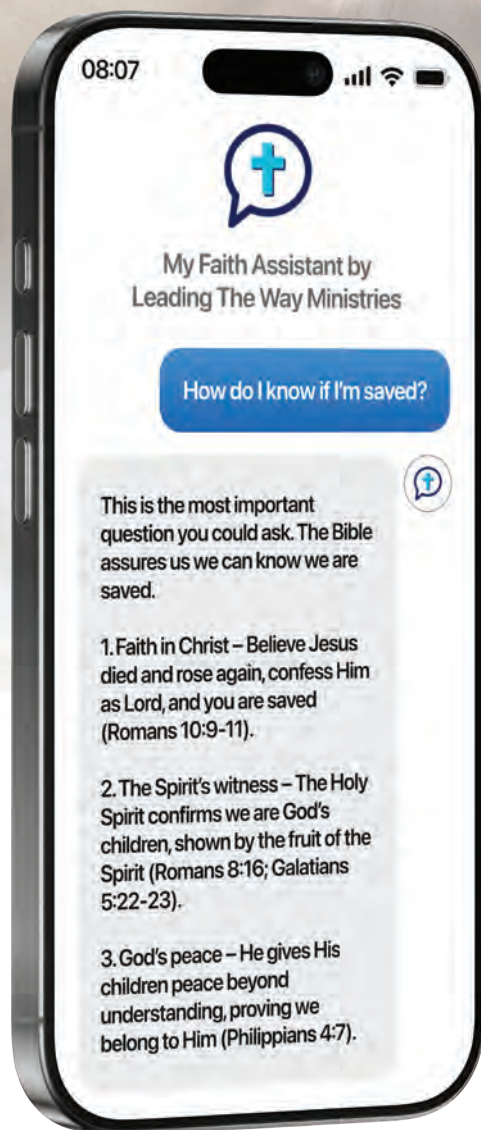 08:07
My Faith Assistant by
Leading The Way Ministries
How do I know if I'm saved?
This is the most important
question you could ask. The Bible
assures us we can know we are
saved.
1. Faith in Christ – Believe Jesus
died and rose again, confess Him
as Lord, and you are saved
(Romans 10:9-11).
2. The Spirit's witness – The Holy
Spirit confirms we are God's
children, shown by the fruit of the
Spirit (Romans 8:16; Galatians
5:22-23).
3. God's peace – He gives His
children peace beyond
understanding, proving we
belong to Him (Philippians 4:7).